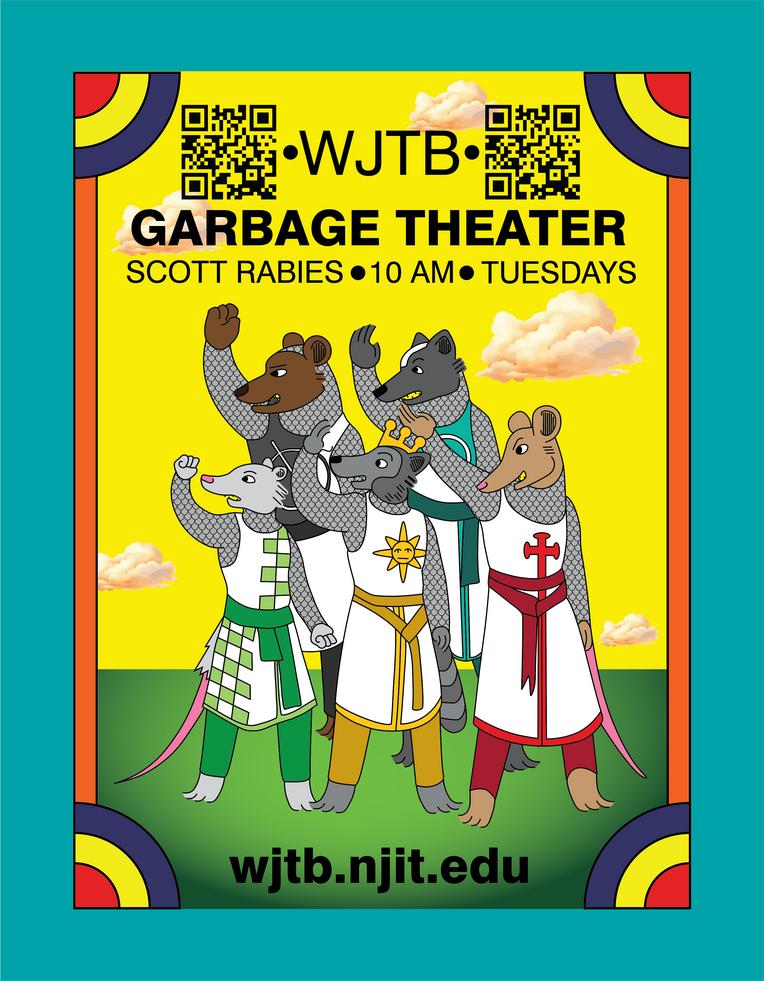 •WJTB•
GARBAGE THEATER
SCOTT RABIES • 10 AM • TUESDAYS
wjtb.njit.edu